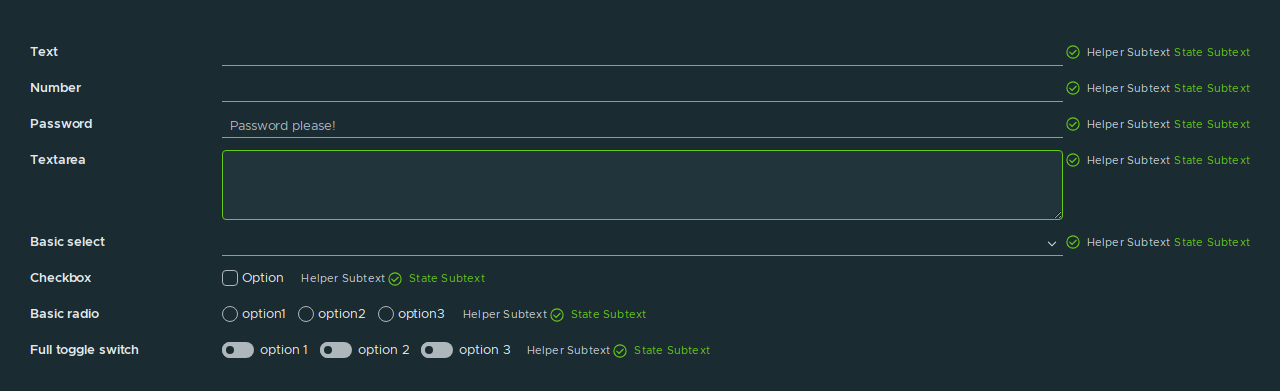 Text Helper Subtext State Subtext
Number Helper Subtext State Subtext
Password Password please! Helper Subtext State Subtext
Textarea Helper Subtext State Subtext
Basic select Helper Subtext State Subtext
Checkbox Option Helper Subtext State Subtext
Basic radio option1 option2 option3 Helper Subtext State Subtext
Full toggle switch option 1 option 2 option 3 Helper Subtext State Subtext